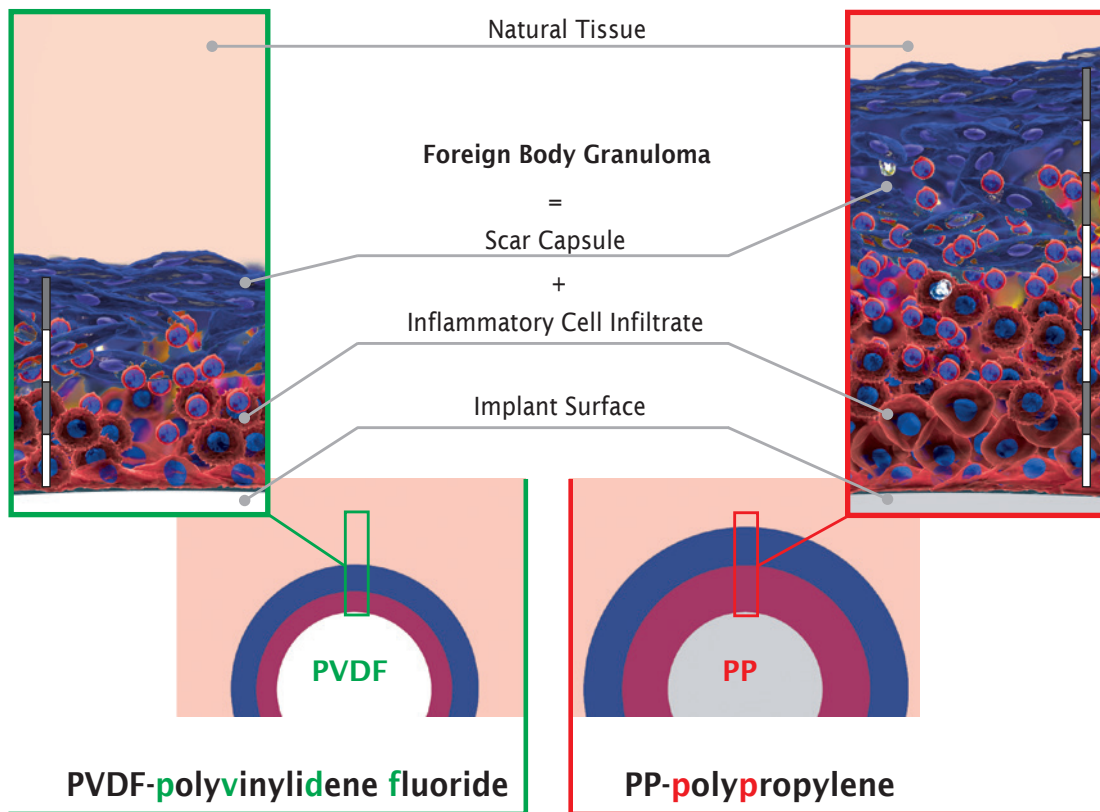 Natural Tissue
Foreign Body Granuloma
=
Scar Capsule
+
Inflammatory Cell Infiltrate
Implant Surface
PVDF
PP
PVDF-polyvinylidene fluoride
PP-polypropylene